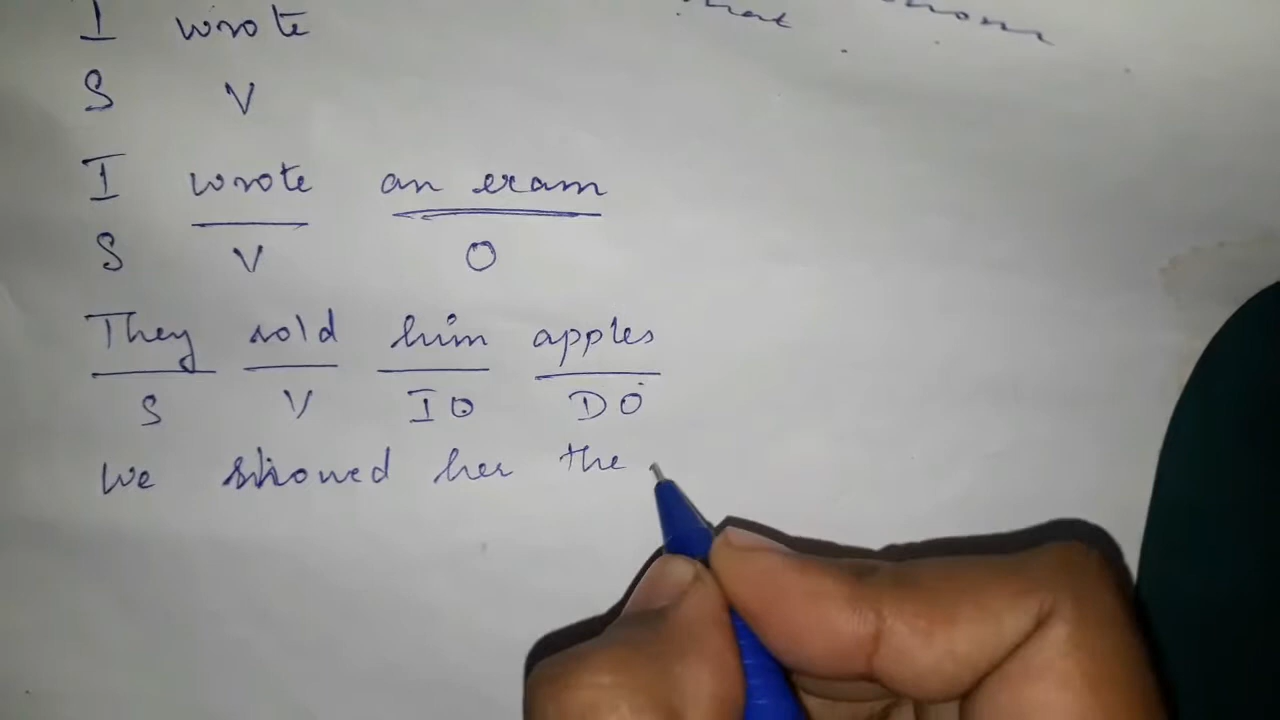 I wrote
S V
I wrote an exam
S V O
They sold him apples
S V IO DO
We showed her the